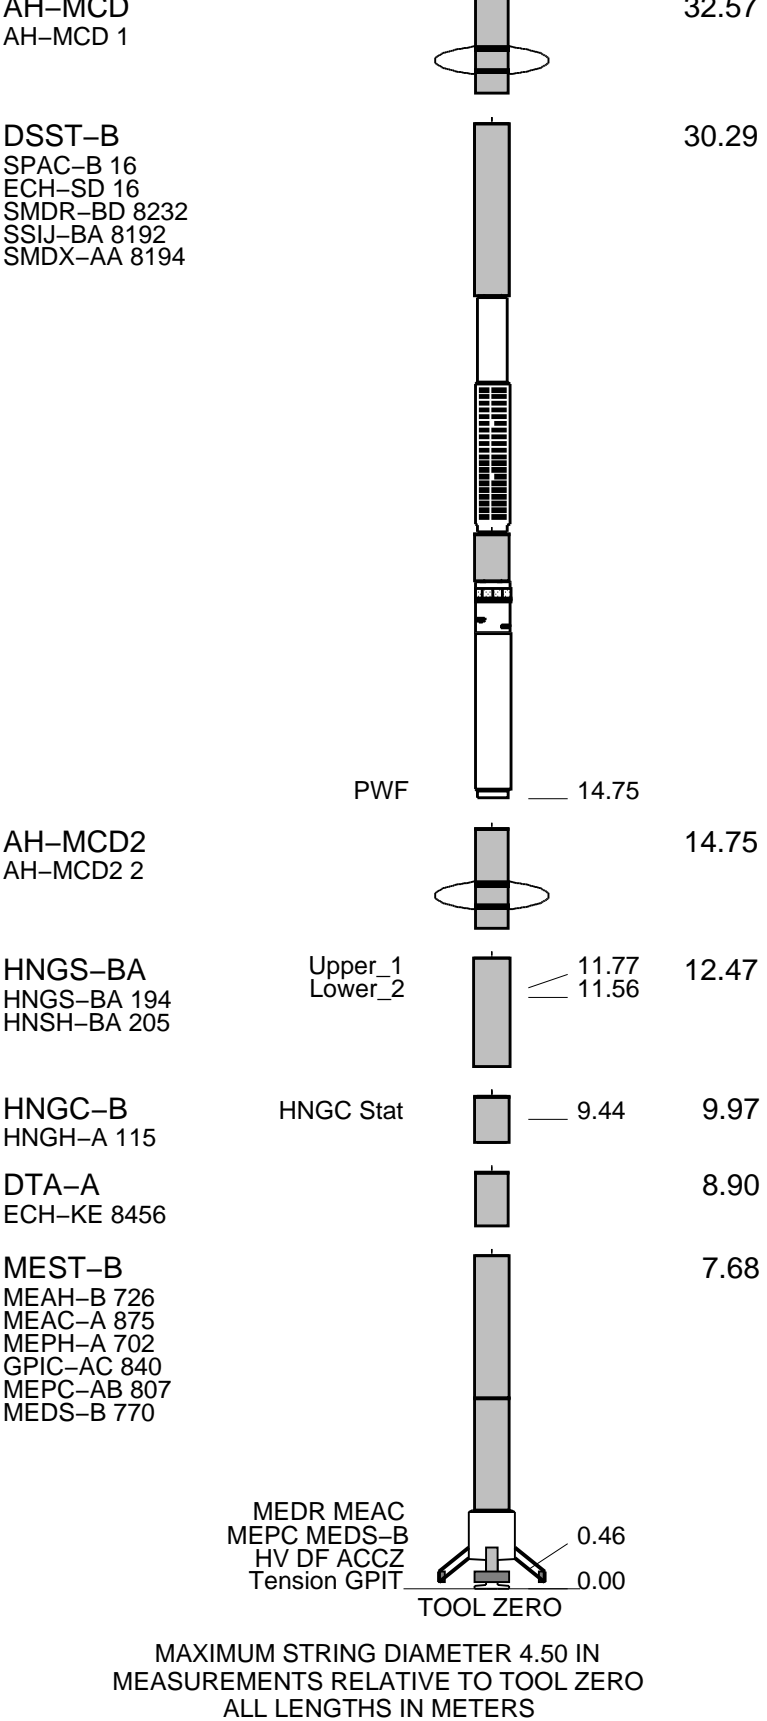 AH–MCD 32.57
AH–MCD 1
DSST–B 30.29
SPAC–B 16
ECH–SD 16
SMDR–BD 8232
SSIJ–BA 8192
SMDX–AA 8194
PWF 14.75
AH–MCD2 14.75
AH–MCD2 2
HNGS–BA Upper_1 11.77 12.47
Lower_2 11.56
HNGS–BA 194
HNSH–BA 205
HNGC–B HNGC Stat 9.44 9.97
HNGH–A 115
DTA–A 8.90
ECH–KE 8456
MEST–B 7.68
MEAH–B 726
MEAC–A 875
MEPH–A 702
GPIC–AC 840
MEPC–AB 807
MEDS–B 770
MEDR MEAC
MEPC MEDS–B 0.46
HV DF ACCZ
Tension GPIT 0.00
TOOL ZERO
MAXIMUM STRING DIAMETER 4.50 IN
MEASUREMENTS RELATIVE TO TOOL ZERO
ALL LENGTHS IN METERS